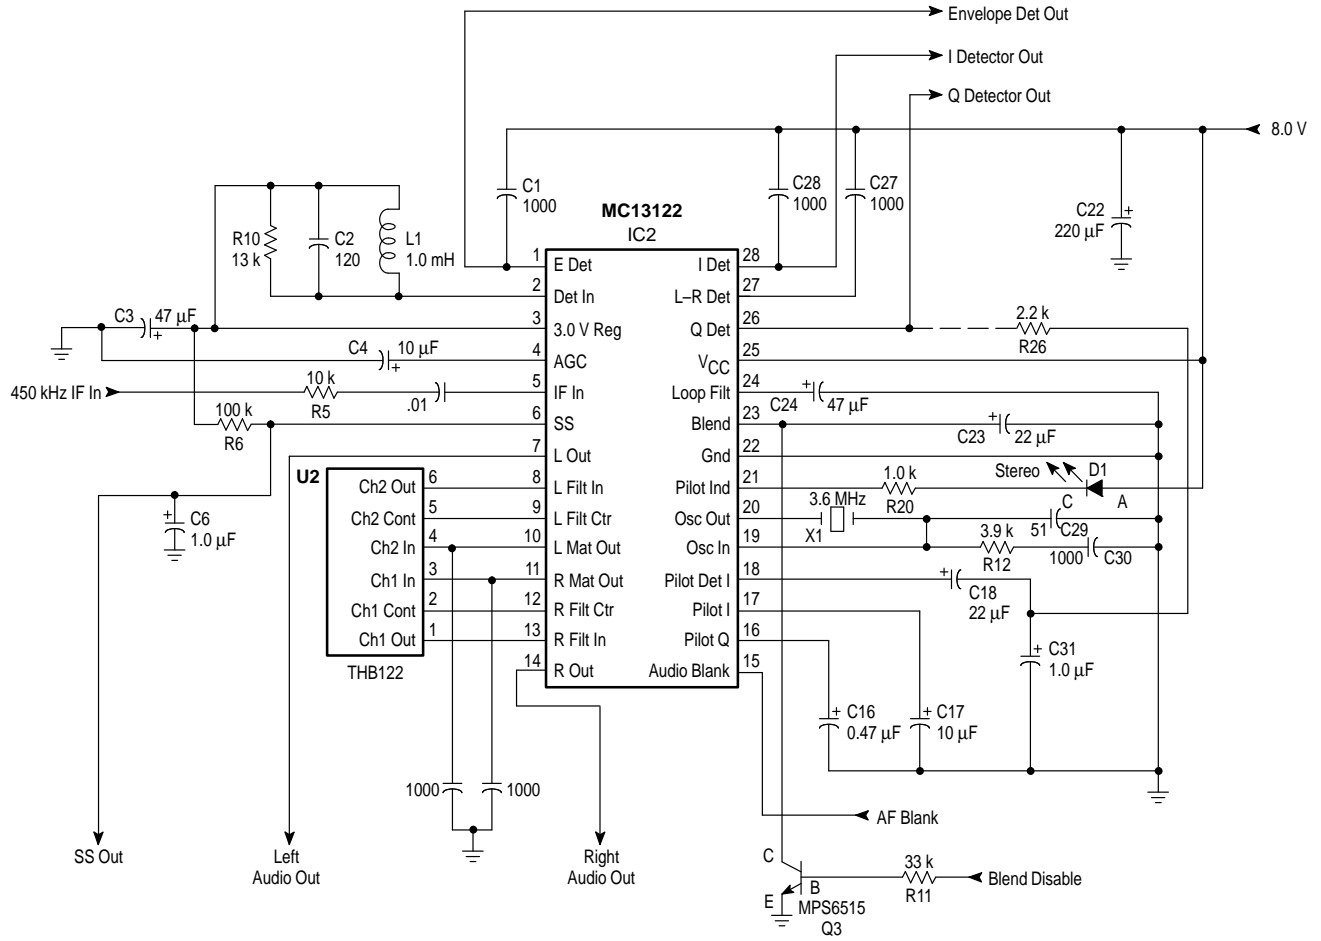 Envelope Det Out
I Detector Out
Q Detector Out
8.0 V
C1
1000
C28
1000
C27
1000
C22
+
220 µF
R10
13 k
C2
120
L1
1.0 mH
MC13122
IC2
C3
47 µF
+
C4
10 µF
+
450 kHz IF In
10 k
R5
.01
100 k
R6
1
E Det
2
Det In
3
3.0 V Reg
4
AGC
5
IF In
6
SS
7
L Out
8
L Filt In
9
L Filt Ctr
10
L Mat Out
11
R Mat Out
12
R Filt Ctr
13
R Filt In
14
R Out
28
I Det
27
L–R Det
26
Q Det
25
VCC
24
Loop Filt
23
Blend
22
Gnd
21
Pilot Ind
20
Osc Out
19
Osc In
18
Pilot Det I
17
Pilot I
16
Pilot Q
15
Audio Blank
2.2 k
R26
+
C24
47 µF
+
C23
22 µF
Stereo
D1
A
C
1.0 k
R20
3.6 MHz
X1
51
C29
3.9 k
R12
1000
C30
+
C18
22 µF
+
C31
1.0 µF
+
C16
0.47 µF
+
C17
10 µF
U2
Ch2 Out
6
Ch2 Cont
5
Ch2 In
4
Ch1 In
3
Ch1 Cont
2
Ch1 Out
1
THB122
+
C6
1.0 µF
1000
1000
SS Out
Left
Audio Out
Right
Audio Out
AF Blank
C
B
E
MPS6515
Q3
33 k
R11
Blend Disable